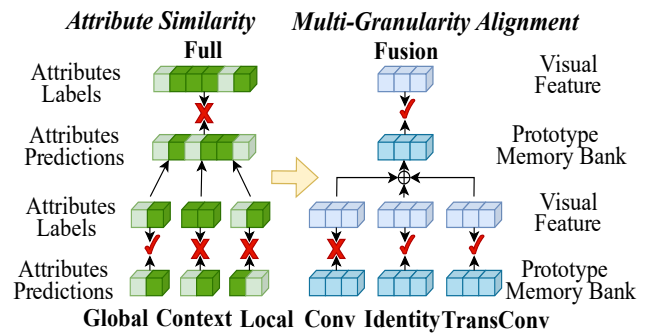 Attribute Similarity
Multi-Granularity Alignment
Full
Fusion
Attributes
Labels
Visual
Feature
Attributes
Predictions
Prototype
Memory Bank
Attributes
Labels
Visual
Feature
Attributes
Predictions
Prototype
Memory Bank
Global Context Local Conv Identity TransConv